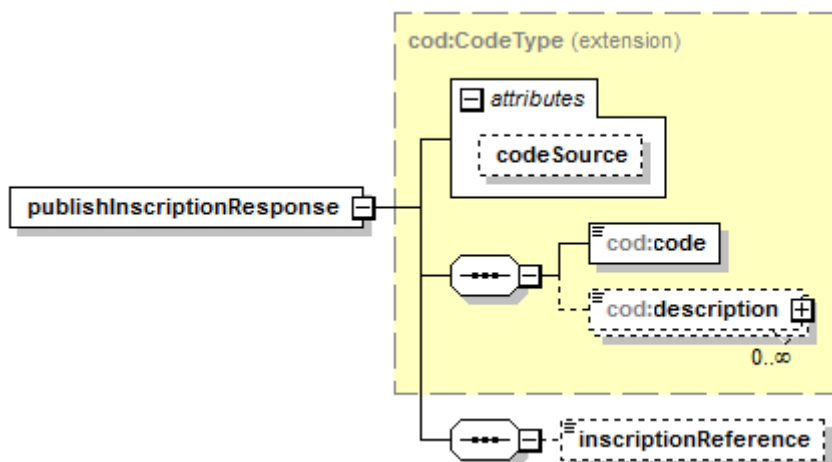 cod:CodeType (extension)
attributes
codeSource
publishInscriptionResponse
cod:code
cod:description
0..∞
inscriptionReference